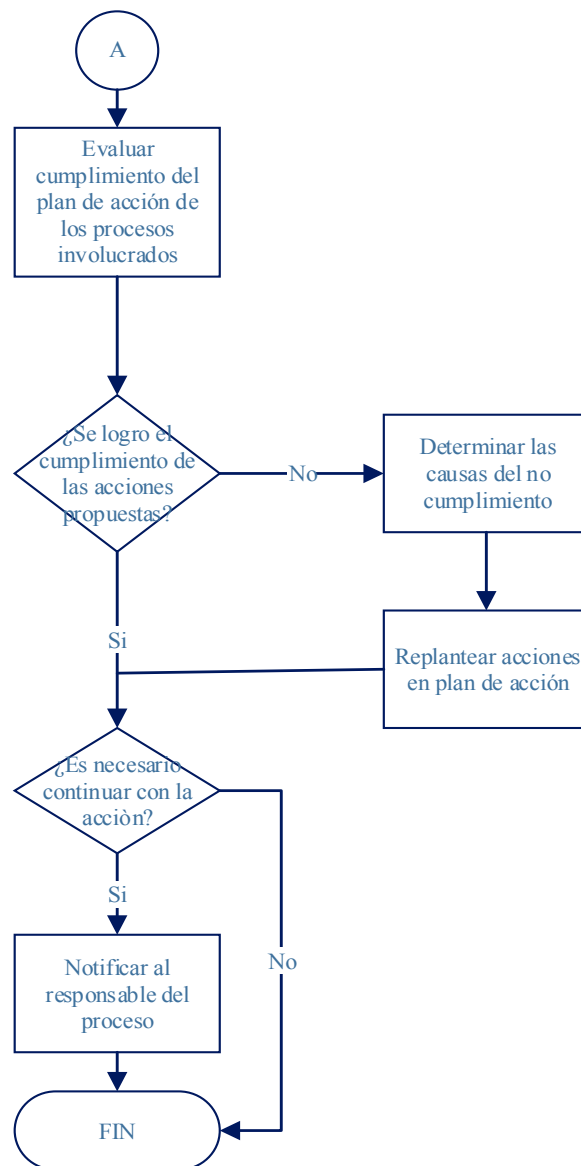 A
Evaluar
cumplimiento del
plan de acción de
los procesos
involucrados
¿Se logro el
cumplimiento de
las acciones
propuestas?
No
Determinar las
causas del no
cumplimiento
Replantear acciones
en plan de acción
Si
¿Es necesario
continuar con la
acciòn?
Si
No
Notificar al
responsable del
proceso
FIN